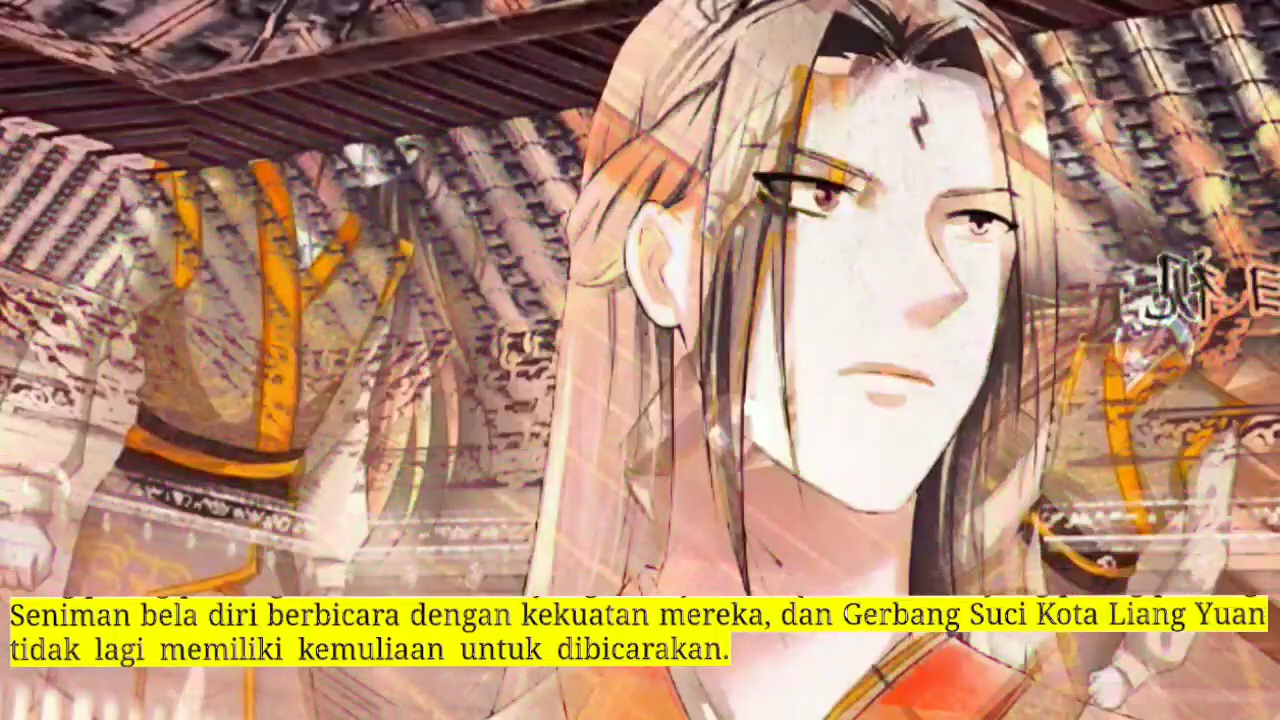 Seniman bela diri berbicara dengan kekuatan mereka, dan Gerbang Suci Kota Liang Yuan
tidak lagi memiliki kemuliaan untuk dibicarakan.